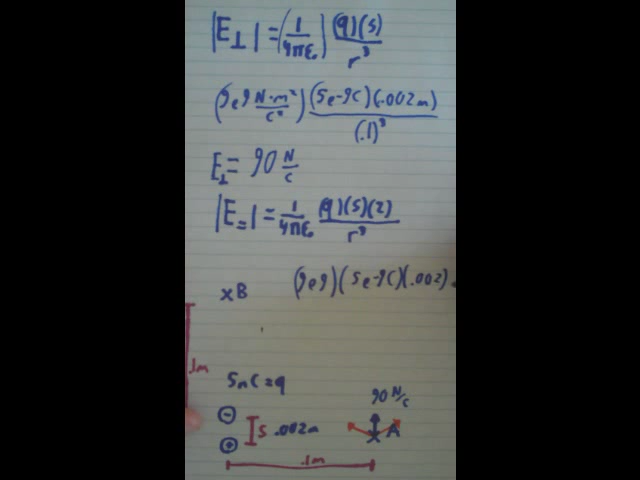 |E⊥| = (1/4πε₀) (q)(s)/r³
(9e9 N·m²/C²) (5e-9C)(.002m)/(.1)³
E⊥ = 90 N/C
|E=| = 1/4πε₀ (q)(s)(2)/r³
xB (9e9)(5e-9C)(.002)
.1m
5nC = q
90 N/C
-
S .002m
A
+
.1m